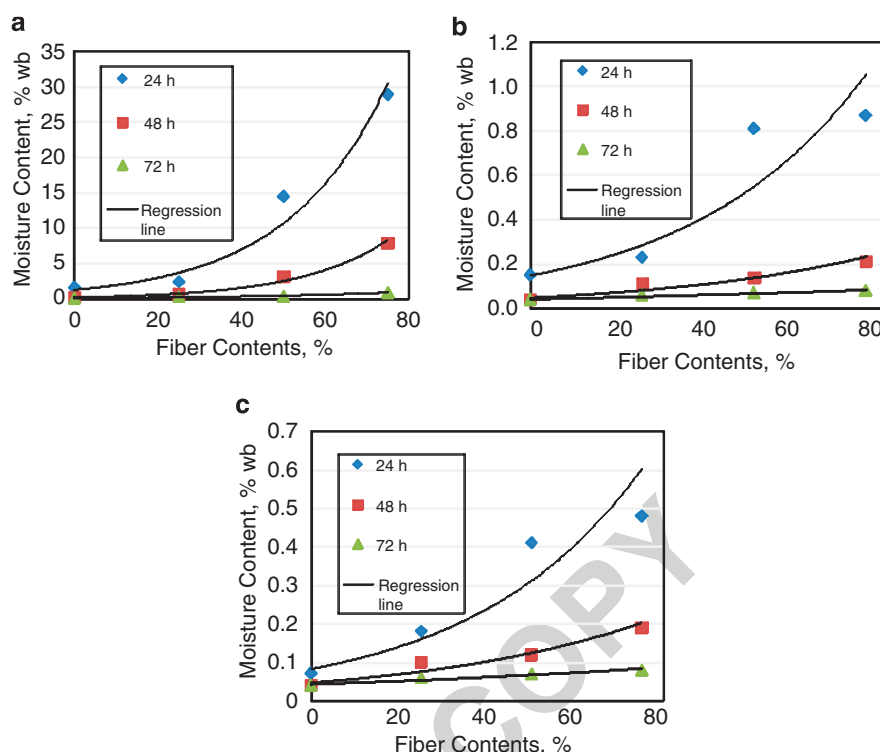 a
Moisture Content, % wb
35
30
25
20
15
10
5
0
24 h
48 h
72 h
Regression
line
0
20
40
60
80
Fiber Contents, %
b
Moisture Content, % wb
1.2
1.0
0.8
0.6
0.4
0.2
0.0
24 h
48 h
72 h
Regression
line
0
20
40
60
80
Fiber Contents, %
c
Moisture Content, % wb
0.7
0.6
0.5
0.4
0.3
0.2
0.1
0
24 h
48 h
72 h
Regression
line
0
20
40
60
80
Fiber Contents, %
COPY